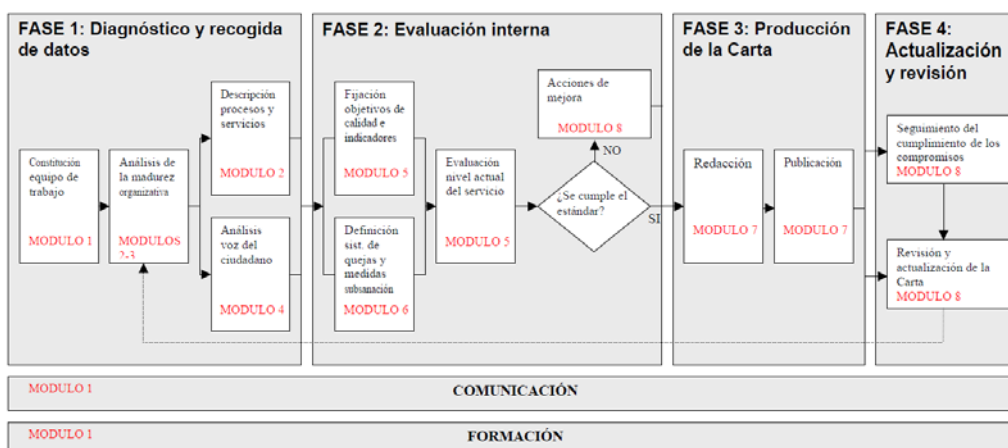 FASE 1: Diagnóstico y recogida
de datos
Constitución
equipo de
trabajo
MODULO 1
Análisis de
la madurez
organizativa
MODULOS
2-3
Descripción
procesos y
servicios
MODULO 2
Análisis
voz del
ciudadano
MODULO 4
FASE 2: Evaluación interna
Fijación
objetivos de
calidad e
indicadores
MODULO 5
Definición
sist. de
quejas y
medidas
subsanación
MODULO 6
Evaluación
nivel actual
del servicio
MODULO 5
Acciones de
mejora
MODULO 8
NO
¿Se cumple el
estándar?
SI
FASE 3: Producción
de la Carta
Redacción
MODULO 7
Publicación
MODULO 7
FASE 4:
Actualización
y revisión
Seguimiento del
cumplimiento de los
compromisos
MODULO 8
Revisión y
actualización de la
Carta
MODULO 8
MODULO 1 COMUNICACIÓN
MODULO 1 FORMACIÓN